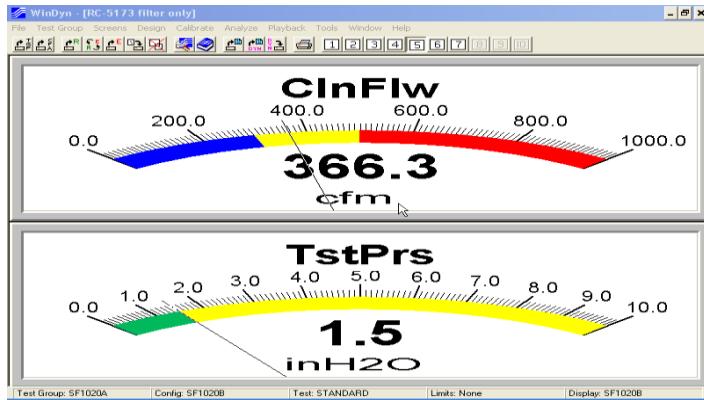 WinDyn - [RC-5173 filter only]
File Test Group Screens Design Calibrate Analyze Playback Tools Window Help
1 2 3 4 5 6 7 8 9 10
ClnFlw
0.0 200.0 400.0 600.0 800.0 1000.0
366.3
cfm
TstPrs
0.0 1.0 2.0 3.0 4.0 5.0 6.0 7.0 8.0 9.0 10.0
1.5
inH2O
Test Group: SF1020A Config: SF1020B Test: STANDARD Limits: None Display: SF1020B